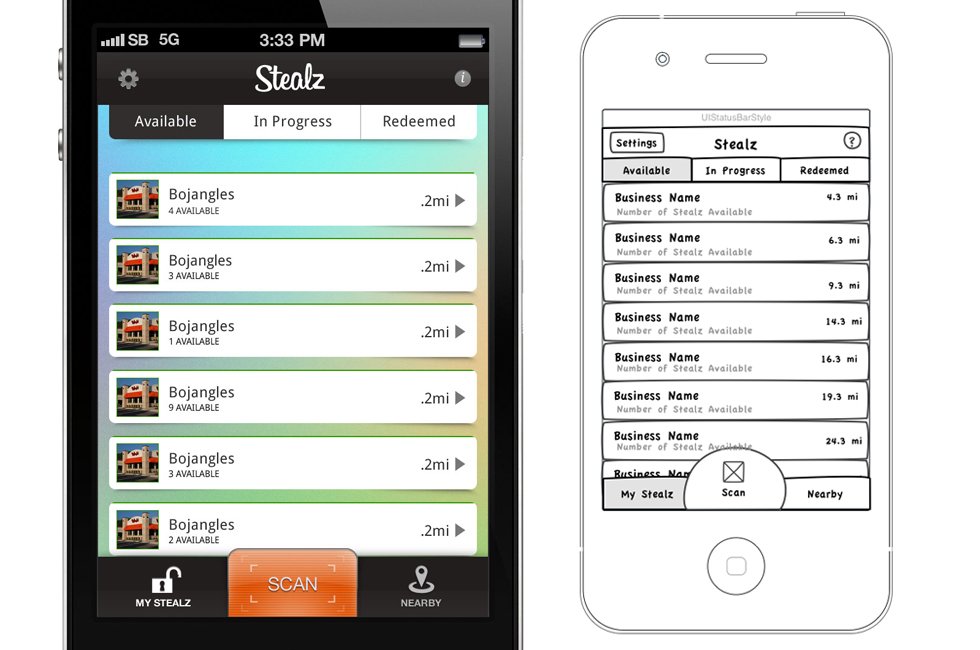 SB 5G 3:33 PM
Stealz
i
Available In Progress Redeemed
Bojangles
4 AVAILABLE
.2mi
Bojangles
3 AVAILABLE
.2mi
Bojangles
1 AVAILABLE
.2mi
Bojangles
9 AVAILABLE
.2mi
Bojangles
3 AVAILABLE
.2mi
Bojangles
2 AVAILABLE
.2mi
MY STEALZ
SCAN
NEARBY
UIStatusBarStyle
Settings Stealz ?
Available In Progress Redeemed
Business Name 4.3 mi
Number of Stealz Available
Business Name 6.3 mi
Number of Stealz Available
Business Name 9.3 mi
Number of Stealz Available
Business Name 14.3 mi
Number of Stealz Available
Business Name 16.3 mi
Number of Stealz Available
Business Name 19.3 mi
Number of Stealz Available
Business Name 24.3 mi
Number of Stealz Available
Business Nam
My Stealz Scan Nearby